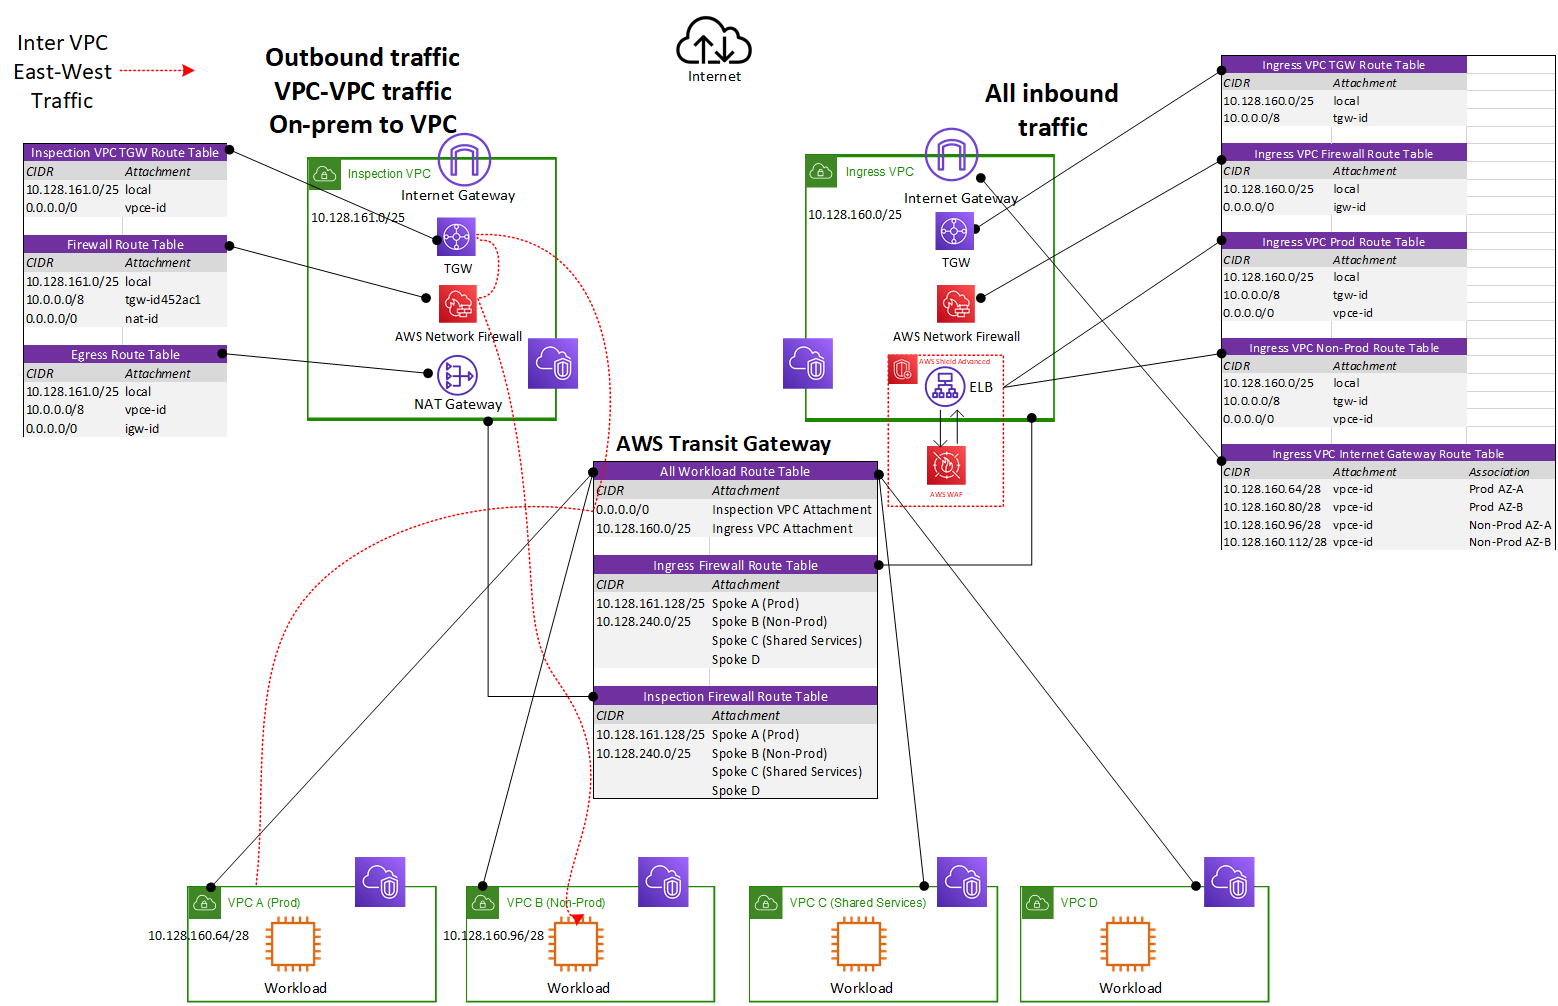 Inter VPC
East-West
Traffic
Outbound traffic
VPC-VPC traffic
On-prem to VPC
Internet
All inbound
traffic
Inspection VPC TGW Route Table
CIDR Attachment
10.128.161.0/25 local
0.0.0.0/0 vpce-id
Firewall Route Table
CIDR Attachment
10.128.161.0/25 local
10.0.0.0/8 tgw-id452ac1
0.0.0.0/0 nat-id
Egress Route Table
CIDR Attachment
10.128.161.0/25 local
10.0.0.0/8 vpce-id
0.0.0.0/0 igw-id
Inspection VPC
Internet Gateway
10.128.161.0/25
TGW
AWS Network Firewall
NAT Gateway
Ingress VPC
Internet Gateway
10.128.160.0/25
TGW
AWS Network Firewall
AWS Shield Advanced
ELB
AWS WAF
Ingress VPC TGW Route Table
CIDR Attachment
10.128.160.0/25 local
10.0.0.0/8 tgw-id
Ingress VPC Firewall Route Table
CIDR Attachment
10.128.160.0/25 local
0.0.0.0/0 igw-id
Ingress VPC Prod Route Table
CIDR Attachment
10.128.160.0/25 local
10.0.0.0/8 tgw-id
0.0.0.0/0 vpce-id
Ingress VPC Non-Prod Route Table
CIDR Attachment
10.128.160.0/25 local
10.0.0.0/8 tgw-id
0.0.0.0/0 vpce-id
Ingress VPC Internet Gateway Route Table
CIDR Attachment Association
10.128.160.64/28 vpce-id Prod AZ-A
10.128.160.80/28 vpce-id Prod AZ-B
10.128.160.96/28 vpce-id Non-Prod AZ-A
10.128.160.112/28 vpce-id Non-Prod AZ-B
AWS Transit Gateway
All Workload Route Table
CIDR Attachment
0.0.0.0/0 Inspection VPC Attachment
10.128.160.0/25 Ingress VPC Attachment
Ingress Firewall Route Table
CIDR Attachment
10.128.161.128/25 Spoke A (Prod)
10.128.240.0/25 Spoke B (Non-Prod)
Spoke C (Shared Services)
Spoke D
Inspection Firewall Route Table
CIDR Attachment
10.128.161.128/25 Spoke A (Prod)
10.128.240.0/25 Spoke B (Non-Prod)
Spoke C (Shared Services)
Spoke D
VPC A (Prod)
10.128.160.64/28
Workload
VPC B (Non-Prod)
10.128.160.96/28
Workload
VPC C (Shared Services)
Workload
VPC D
Workload